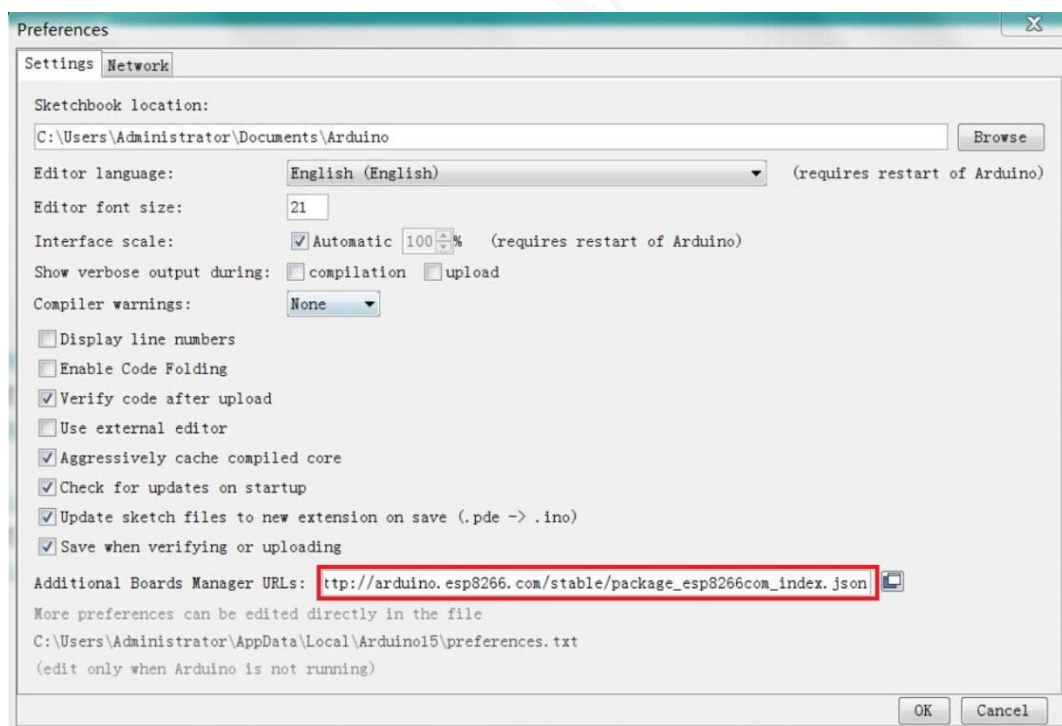 Preferences
Settings Network
Sketchbook location:
C:\Users\Administrator\Documents\Arduino Browse
Editor language: English (English) (requires restart of Arduino)
Editor font size: 21
Interface scale: Automatic 100 % (requires restart of Arduino)
Show verbose output during: compilation upload
Compiler warnings: None
Display line numbers
Enable Code Folding
Verify code after upload
Use external editor
Aggressively cache compiled core
Check for updates on startup
Update sketch files to new extension on save (.pde -> .ino)
Save when verifying or uploading
Additional Boards Manager URLs: ttp://arduino.esp8266.com/stable/package_esp8266com_index.json
More preferences can be edited directly in the file
C:\Users\Administrator\AppData\Local\Arduino15\preferences.txt
(edit only when Arduino is not running)
OK Cancel